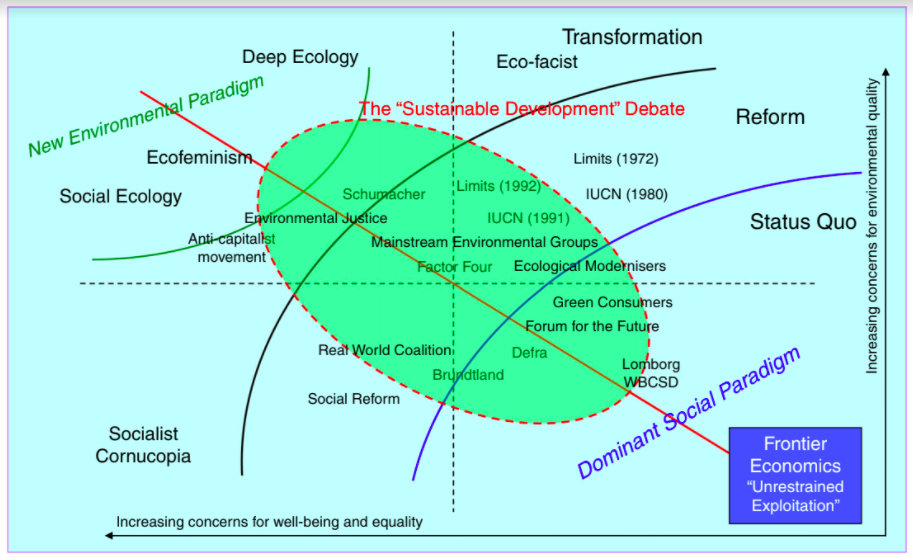 Transformation
Deep Ecology
Eco-facist
New Environmental Paradigm
The "Sustainable Development" Debate
Reform
Ecofeminism
Limits (1972)
Social Ecology
Schumacher
Limits (1992)
IUCN (1980)
Environmental Justice
IUCN (1991)
Status Quo
Anti-capitalist
movement
Mainstream Environmental Groups
Factor Four
Ecological Modernisers
Green Consumers
Forum for the Future
Real World Coalition
Defra
Lomborg
WBCSD
Brundtland
Social Reform
Dominant Social Paradigm
Socialist
Cornucopia
Frontier
Economics
“Unrestrained
Exploitation”
Increasing concerns for well-being and equality
Increasing concerns for environmental quality